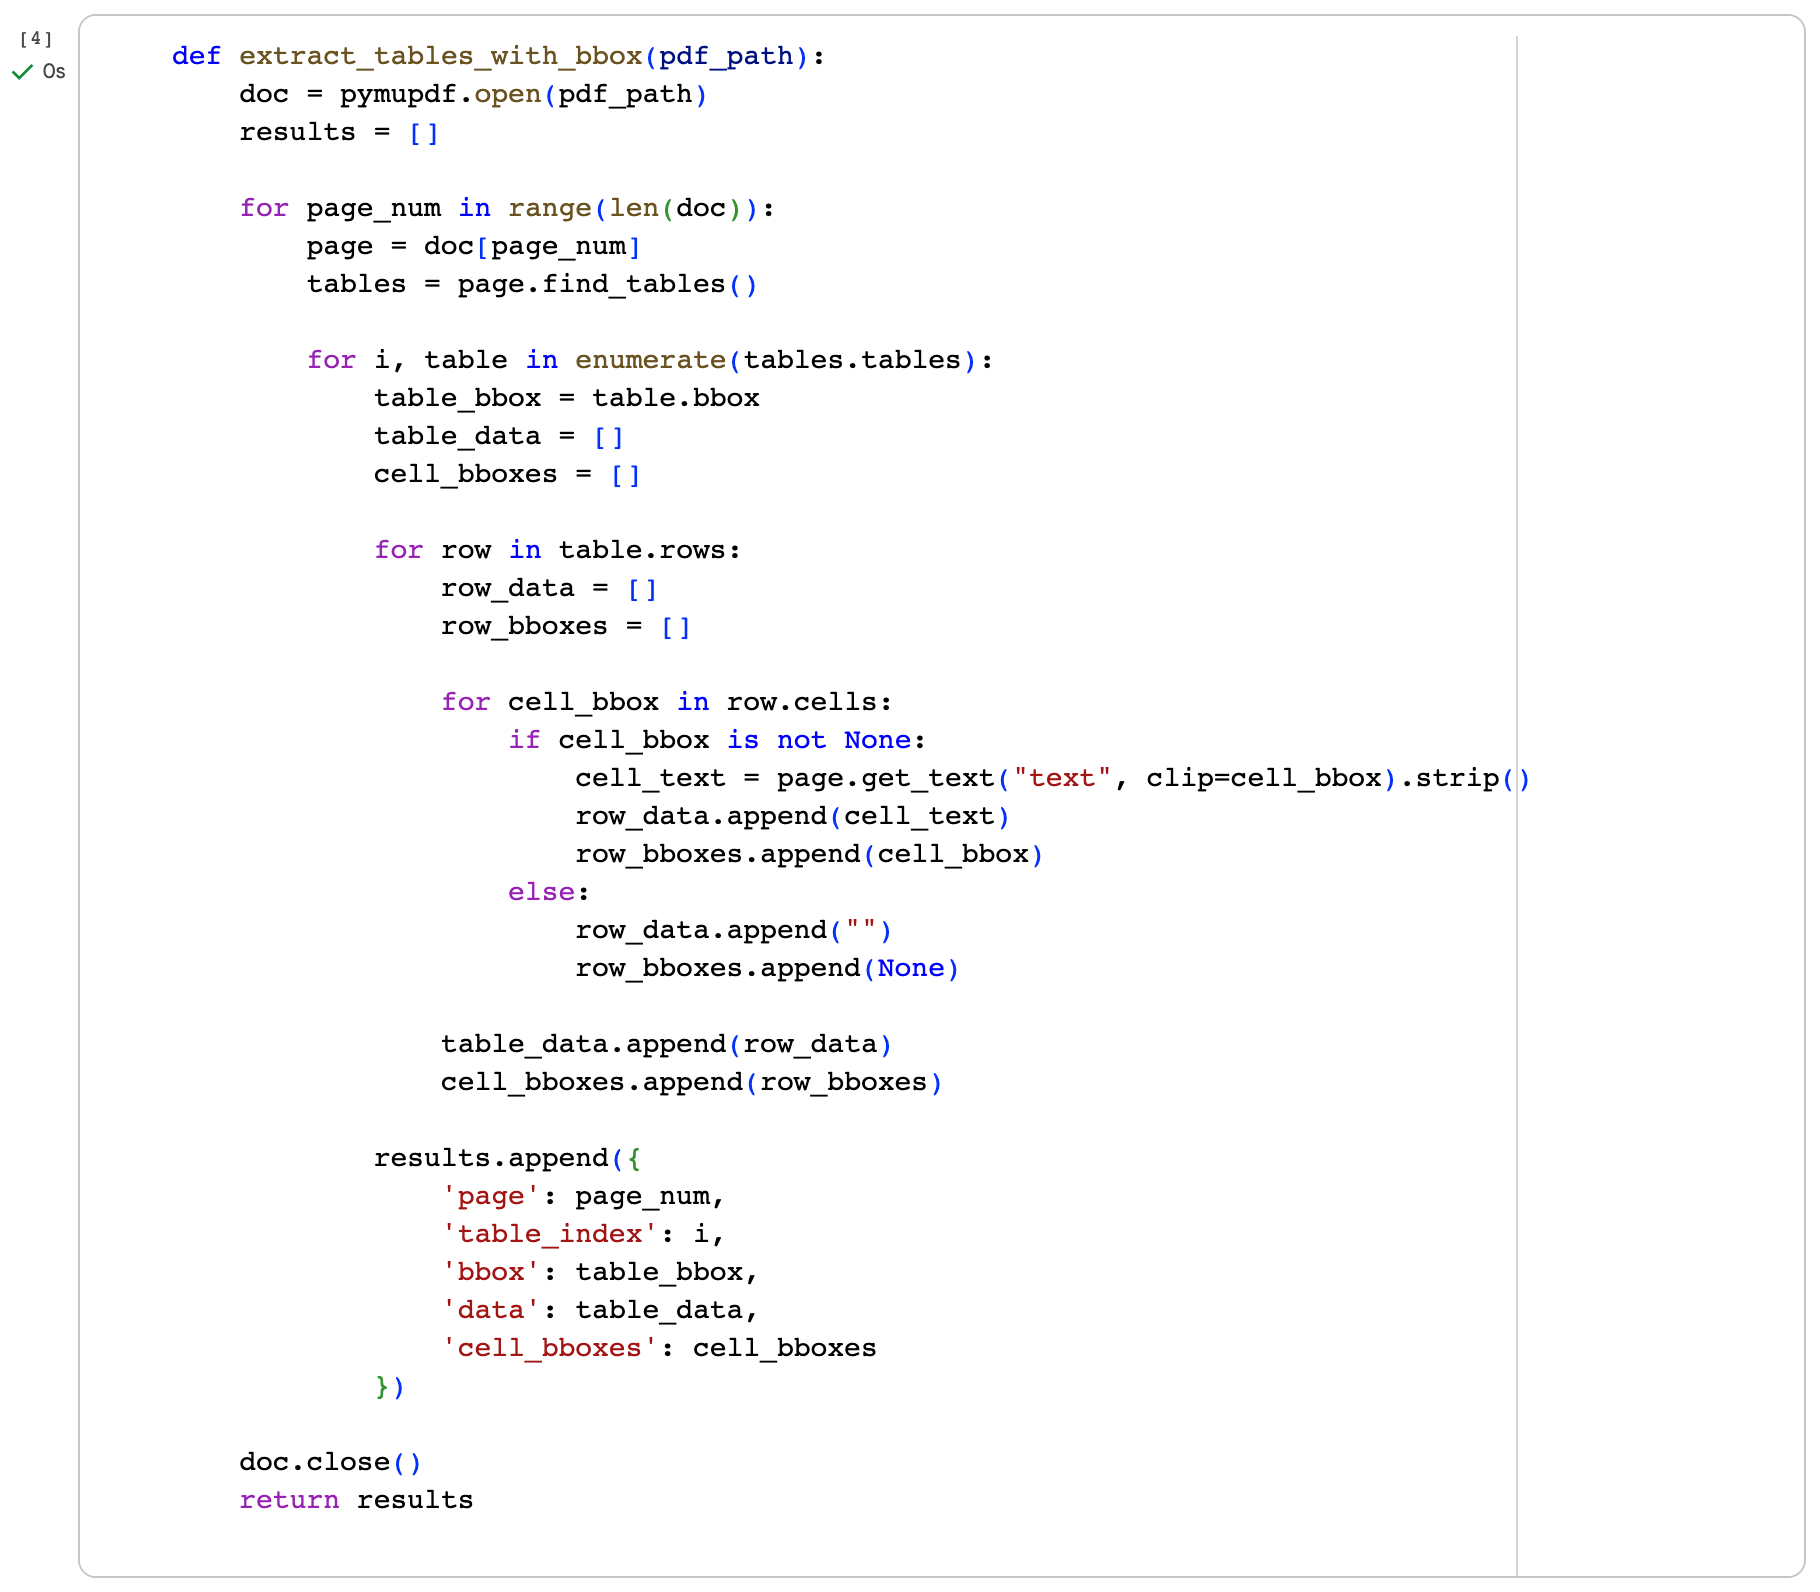 [4]
0s
def extract_tables_with_bbox(pdf_path):
    doc = pymupdf.open(pdf_path)
    results = []

    for page_num in range(len(doc)):
        page = doc[page_num]
        tables = page.find_tables()

        for i, table in enumerate(tables.tables):
            table_bbox = table.bbox
            table_data = []
            cell_bboxes = []

            for row in table.rows:
                row_data = []
                row_bboxes = []

                for cell_bbox in row.cells:
                    if cell_bbox is not None:
                        cell_text = page.get_text("text", clip=cell_bbox).strip()
                        row_data.append(cell_text)
                        row_bboxes.append(cell_bbox)
                    else:
                        row_data.append("")
                        row_bboxes.append(None)

                table_data.append(row_data)
                cell_bboxes.append(row_bboxes)

            results.append({
                'page': page_num,
                'table_index': i,
                'bbox': table_bbox,
                'data': table_data,
                'cell_bboxes': cell_bboxes
            })

    doc.close()
    return results